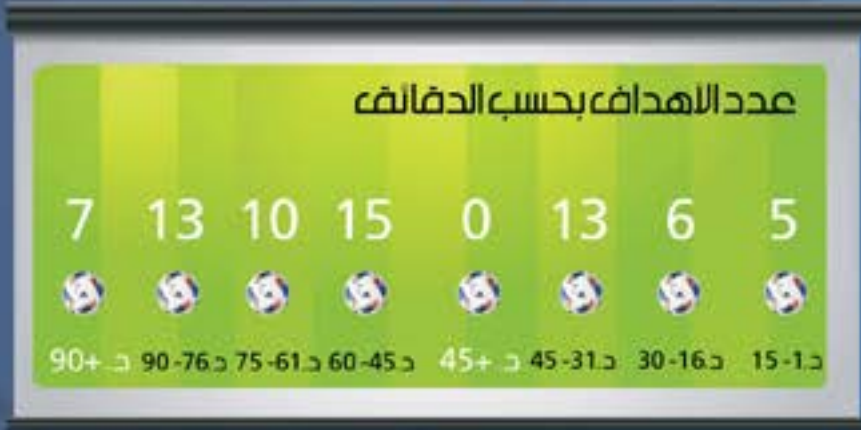 عدد الاهداف بحسب الدقائق
5 6 13 0 15 10 13 7
د.1-15 د.16-30 د.31-45 د. +45 د.45-60 د.61-75 د.76-90 د. +90